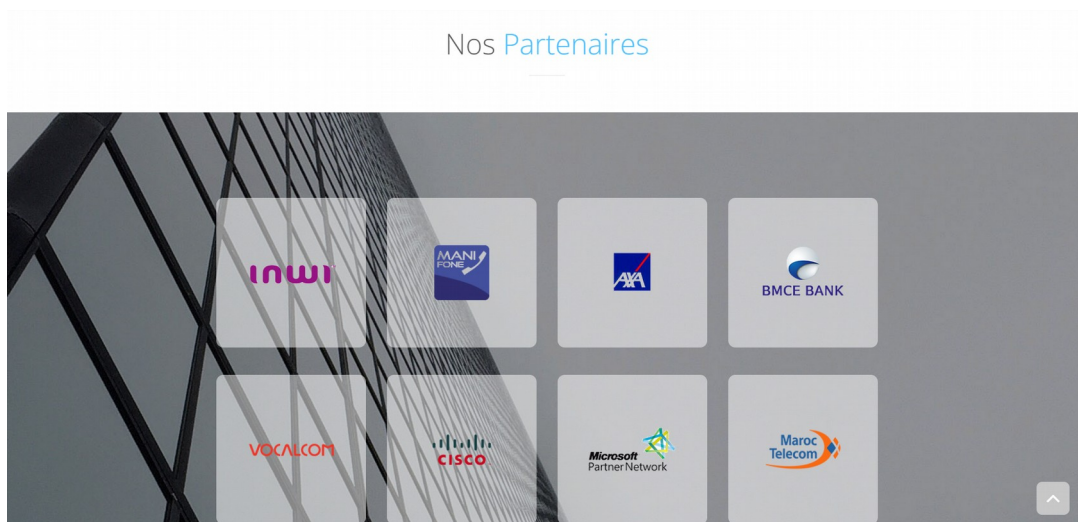 Nos Partenaires
inwi
MANI
FONE
AXA
BMCE BANK
VOCALCOM
CISCO
Microsoft
Partner Network
Maroc
Telecom